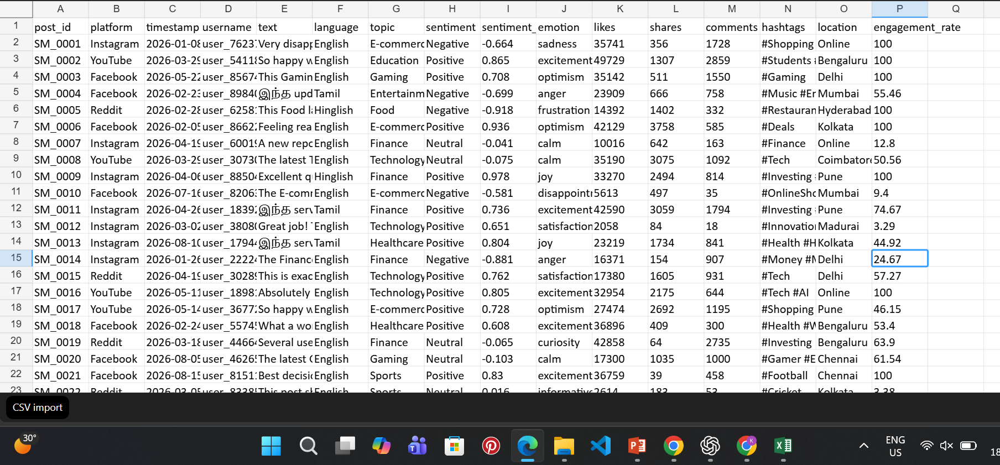 A B C D E F G H I J K L M N O P Q
1 post_id platform timestamp username text language topic sentiment sentiment_ emotion likes shares comments hashtags location engagement_rate
2 SM_0001 Instagram 2026-01-08 user_7623 Very disap English E-commerc Negative -0.664 sadness 35741 356 1728 #Shopping Online 100
3 SM_0002 YouTube 2026-03-29 user_5411 So happy w English Education Positive 0.865 excitement 49729 1307 2859 #Students Bengaluru 100
4 SM_0003 Facebook 2026-05-22 user_8567 This Gamin English Gaming Positive 0.708 optimism 35142 511 1550 #Gaming Delhi 100
5 SM_0004 Facebook 2026-02-23 user_8984 இந்த upd Tamil Entertainm Negative -0.699 anger 23909 666 758 #Music #Er Mumbai 55.46
6 SM_0005 Reddit 2026-02-28 user_6258 This Food l Hinglish Food Negative -0.918 frustration 14392 1402 332 #Restauran Hyderabad 100
7 SM_0006 Facebook 2026-02-05 user_8662 Feeling rea English E-commerc Positive 0.936 optimism 42129 3758 585 #Deals Kolkata 100
8 SM_0007 Instagram 2026-04-19 user_6001 A new repo English Finance Neutral -0.041 calm 10016 642 163 #Finance Online 12.8
9 SM_0008 YouTube 2026-03-29 user_3073 The latest T English Technology Neutral -0.075 calm 35190 3075 1092 #Tech Coimbatore 50.56
10 SM_0009 Instagram 2026-04-06 user_8850 Excellent q Hinglish Finance Positive 0.978 joy 33270 2494 814 #Investing Pune 100
11 SM_0010 Facebook 2026-07-16 user_8206 The E-com English E-commerc Negative -0.581 disappoint 5613 497 35 #OnlineSho Mumbai 9.4
12 SM_0011 Instagram 2026-04-26 user_1839 இந்த serv Tamil Finance Positive 0.736 excitement 42590 3059 1794 #Investing Pune 74.67
13 SM_0012 Instagram 2026-03-02 user_3808 Great job! English Technology Positive 0.651 satisfaction 2058 84 18 #Innovatio Madurai 3.29
14 SM_0013 Instagram 2026-08-10 user_1794 இந்த serv Tamil Healthcare Positive 0.804 joy 23219 1734 841 #Health #H Kolkata 44.92
15 SM_0014 Instagram 2026-01-26 user_2222 The Financ English Finance Negative -0.881 anger 16371 154 907 #Money #M Delhi 24.67
16 SM_0015 Reddit 2026-04-19 user_3028 This is exac English Technology Positive 0.762 satisfaction 17380 1605 931 #Tech Delhi 57.27
17 SM_0016 YouTube 2026-05-11 user_1898 Absolutely English Technology Positive 0.805 excitement 32954 2175 644 #Tech #AI Online 100
18 SM_0017 YouTube 2026-05-14 user_3677 So happy w English E-commerc Positive 0.728 optimism 27474 2692 1195 #Shopping Pune 46.15
19 SM_0018 Facebook 2026-02-24 user_5574 What a wo English Healthcare Positive 0.608 excitement 36896 409 300 #Health #W Bengaluru 53.4
20 SM_0019 Reddit 2026-03-18 user_4466 Several use English Finance Neutral -0.065 curiosity 42858 64 2735 #Investing Bengaluru 63.9
21 SM_0020 Facebook 2026-08-05 user_4626 The latest English Gaming Neutral -0.103 calm 17300 1035 1000 #Gamer #E Chennai 61.54
22 SM_0021 Facebook 2026-08-15 user_8151 Best decisi English Sports Positive 0.83 excitement 36759 39 458 #Football Chennai 100
23 SM_0022 Reddit English Sports Neutral 0.016 2614 183 53 #Cricket Kolkata 3.38
CSV import
30°
ENG
US
18